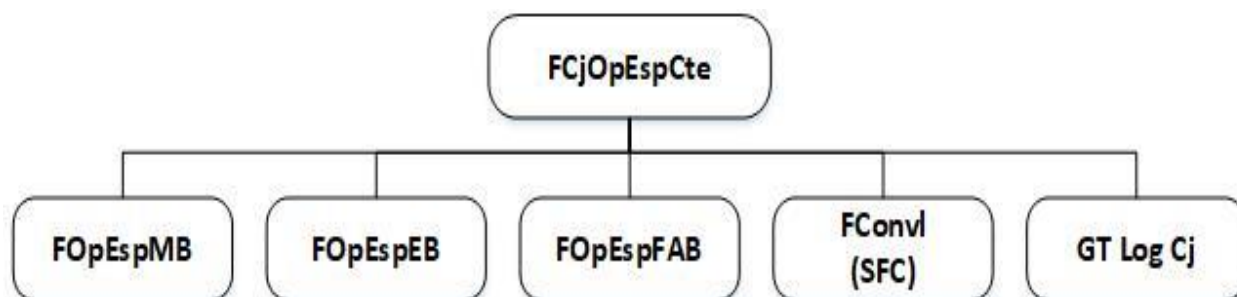 FCjOpEspCte
FOpEspMB
FOpEspEB
FOpEspFAB
FConvl
(SFC)
GT Log Cj